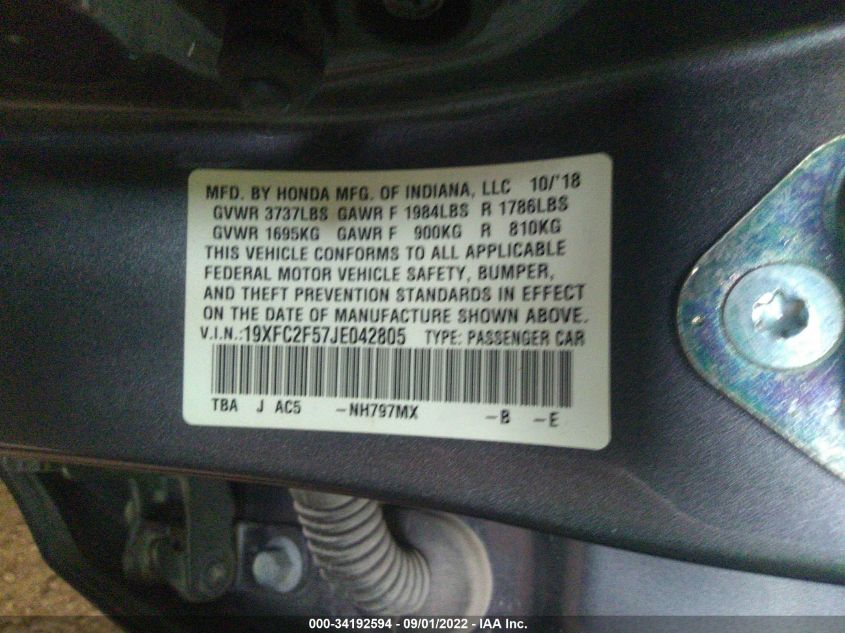 MFD. BY HONDA MFG. OF INDIANA, LLC 10/'18
GVWR 3737LBS GAWR F 1984LBS R 1786LBS
GVWR 1695KG GAWR F 900KG R 810KG
THIS VEHICLE CONFORMS TO ALL APPLICABLE
FEDERAL MOTOR VEHICLE SAFETY, BUMPER,
AND THEFT PREVENTION STANDARDS IN EFFECT
ON THE DATE OF MANUFACTURE SHOWN ABOVE.
V.I.N.:19XFC2F57JE042805 TYPE: PASSENGER CAR
TBA J AC5 -NH797MX -B -E
000-34192594 - 09/01/2022 - IAA Inc.